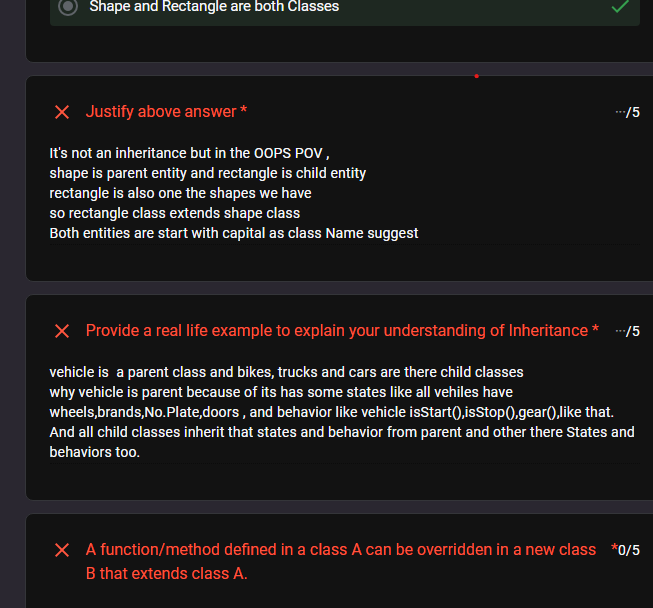 Shape and Rectangle are both Classes
Justify above answer *
···/5
It's not an inheritance but in the OOPS POV ,
shape is parent entity and rectangle is child entity
rectangle is also one the shapes we have
so rectangle class extends shape class
Both entities are start with capital as class Name suggest
Provide a real life example to explain your understanding of Inheritance *
···/5
vehicle is  a parent class and bikes, trucks and cars are there child classes
why vehicle is parent because of its has some states like all vehiles have
wheels,brands,No.Plate,doors , and behavior like vehicle isStart(),isStop(),gear(),like that.
And all child classes inherit that states and behavior from parent and other there States and
behaviors too.
A function/method defined in a class A can be overridden in a new class *0/5
B that extends class A.